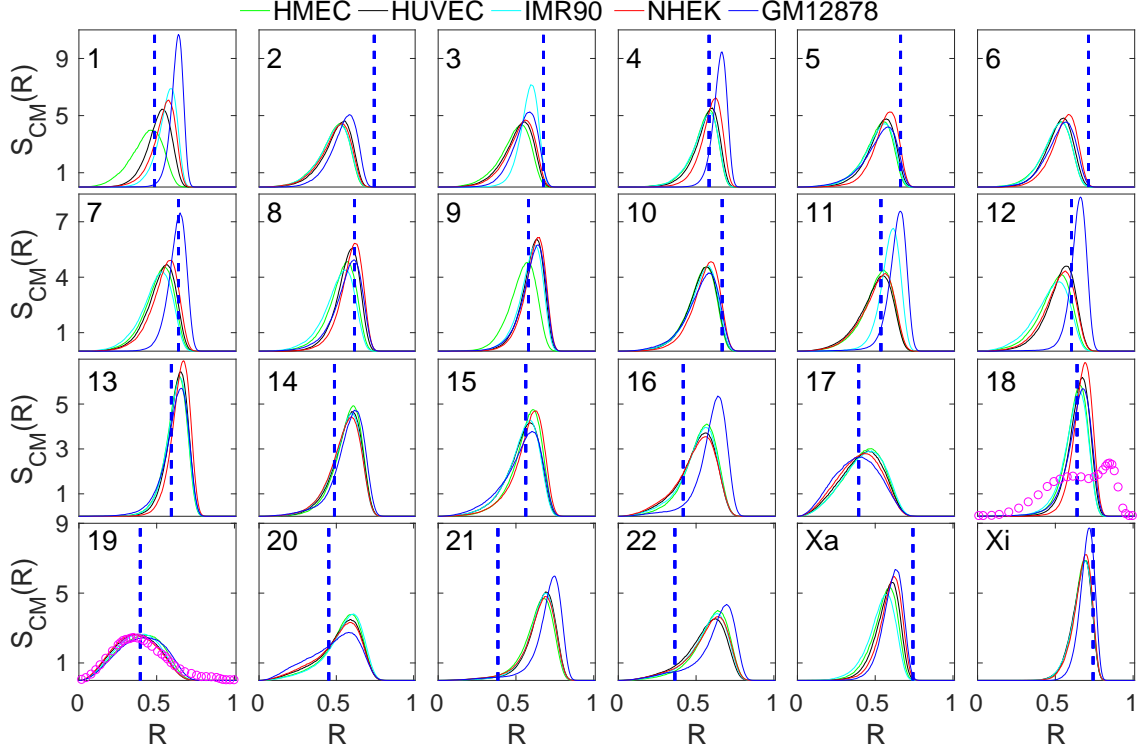 HMEC HUVEC IMR90 NHEK GM12878
1 2 3 4 5 6
9
5
1
S_CM(R)
7 8 9 10 11 12
7
4
1
S_CM(R)
13 14 15 16 17 18
5
3
1
S_CM(R)
19 20 21 22 Xa Xi
9
5
1
S_CM(R)
0 0.5 1 0 0.5 1 0 0.5 1 0 0.5 1 0 0.5 1 0 0.5 1
R R R R R R